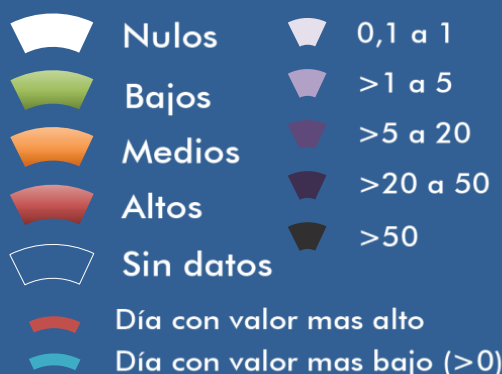 Nulos
Bajos
Medios
Altos
Sin datos
0,1 a 1
>1 a 5
>5 a 20
>20 a 50
>50
Día con valor mas alto
Día con valor mas bajo (>0)